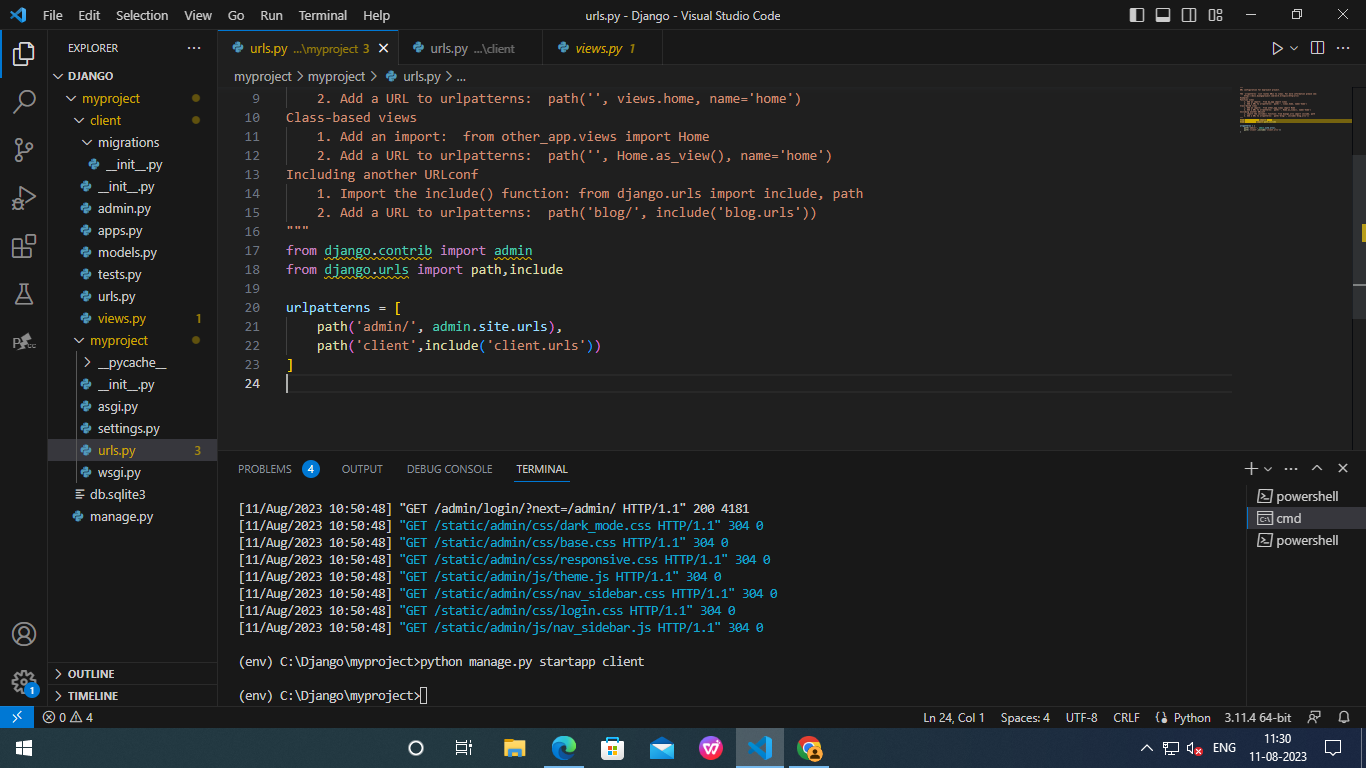 File Edit Selection View Go Run Terminal Help
urls.py - Django - Visual Studio Code
EXPLORER
DJANGO
myproject
client
migrations
__init__.py
__init__.py
admin.py
apps.py
models.py
tests.py
urls.py
views.py 1
myproject
__pycache__
__init__.py
asgi.py
settings.py
urls.py 3
wsgi.py
db.sqlite3
manage.py
OUTLINE
TIMELINE
urls.py ...\myproject 3
urls.py ...\client
views.py 1
myproject > myproject > urls.py > ...
9 2. Add a URL to urlpatterns:  path('', views.home, name='home')
10 Class-based views
11 1. Add an import:  from other_app.views import Home
12 2. Add a URL to urlpatterns:  path('', Home.as_view(), name='home')
13 Including another URLconf
14 1. Import the include() function: from django.urls import include, path
15 2. Add a URL to urlpatterns:  path('blog/', include('blog.urls'))
16 """
17 from django.contrib import admin
18 from django.urls import path,include
19
20 urlpatterns = [
21 path('admin/', admin.site.urls),
22 path('client',include('client.urls'))
23 ]
24
PROBLEMS 4 OUTPUT DEBUG CONSOLE TERMINAL
[11/Aug/2023 10:50:48] "GET /admin/login/?next=/admin/ HTTP/1.1" 200 4181
[11/Aug/2023 10:50:48] "GET /static/admin/css/dark_mode.css HTTP/1.1" 304 0
[11/Aug/2023 10:50:48] "GET /static/admin/css/base.css HTTP/1.1" 304 0
[11/Aug/2023 10:50:48] "GET /static/admin/css/responsive.css HTTP/1.1" 304 0
[11/Aug/2023 10:50:48] "GET /static/admin/js/theme.js HTTP/1.1" 304 0
[11/Aug/2023 10:50:48] "GET /static/admin/css/nav_sidebar.css HTTP/1.1" 304 0
[11/Aug/2023 10:50:48] "GET /static/admin/css/login.css HTTP/1.1" 304 0
[11/Aug/2023 10:50:48] "GET /static/admin/js/nav_sidebar.js HTTP/1.1" 304 0
(env) C:\Django\myproject>python manage.py startapp client
(env) C:\Django\myproject>
powershell
cmd
powershell
1
0 4
Ln 24, Col 1 Spaces: 4 UTF-8 CRLF Python 3.11.4 64-bit
ENG
11:30
11-08-2023